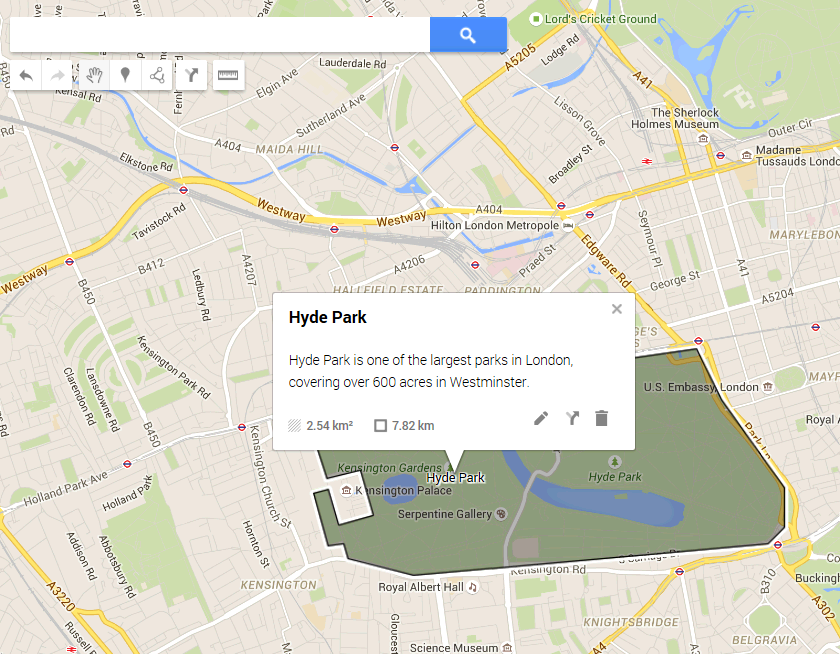 Lord's Cricket Ground
A5205
Lodge Rd
A41
Lauderdale Rd
Elgin Ave
Kensal Rd
B450
Sutherland Ave
Lisson Grove
The Sherlock
Holmes Museum
Outer Cir
Madame
Tussauds London
A404
MAIDA HILL
Broadley St
Elkstone Rd
Westway
Westway
A404
Hilton London Metropole
Tavistock Rd
Seymour Pl
MARYLEBON
Westway
B412
A4207
A4206
Praed St
Edgware Rd
George St
A41
B450
Ledbury Rd
HALLFIELD ESTATE
PADDINGTON
A5204
Hyde Park
Hyde Park is one of the largest parks in London,
covering over 600 acres in Westminster.
2.54 km²
7.82 km
Kensington Park Rd
Lansdowne Rd
Clarendon Rd
U.S. Embassy, London
MAYF
Royal A
Park Ln
B450
Kensington Gardens
Hyde Park
Hyde Park
Kensington Palace
Serpentine Gallery
Holland Park Ave
Holland Park
Kensington Church St
Hornton St
Addison Rd
Abbotsbury Rd
S Carriage Dr
Kensington Rd
KENSINGTON
Royal Albert Hall
A3220
B310
Bucking
A302
KNIGHTSBRIDGE
BELGRAVIA
Russell
Science Museum
A4